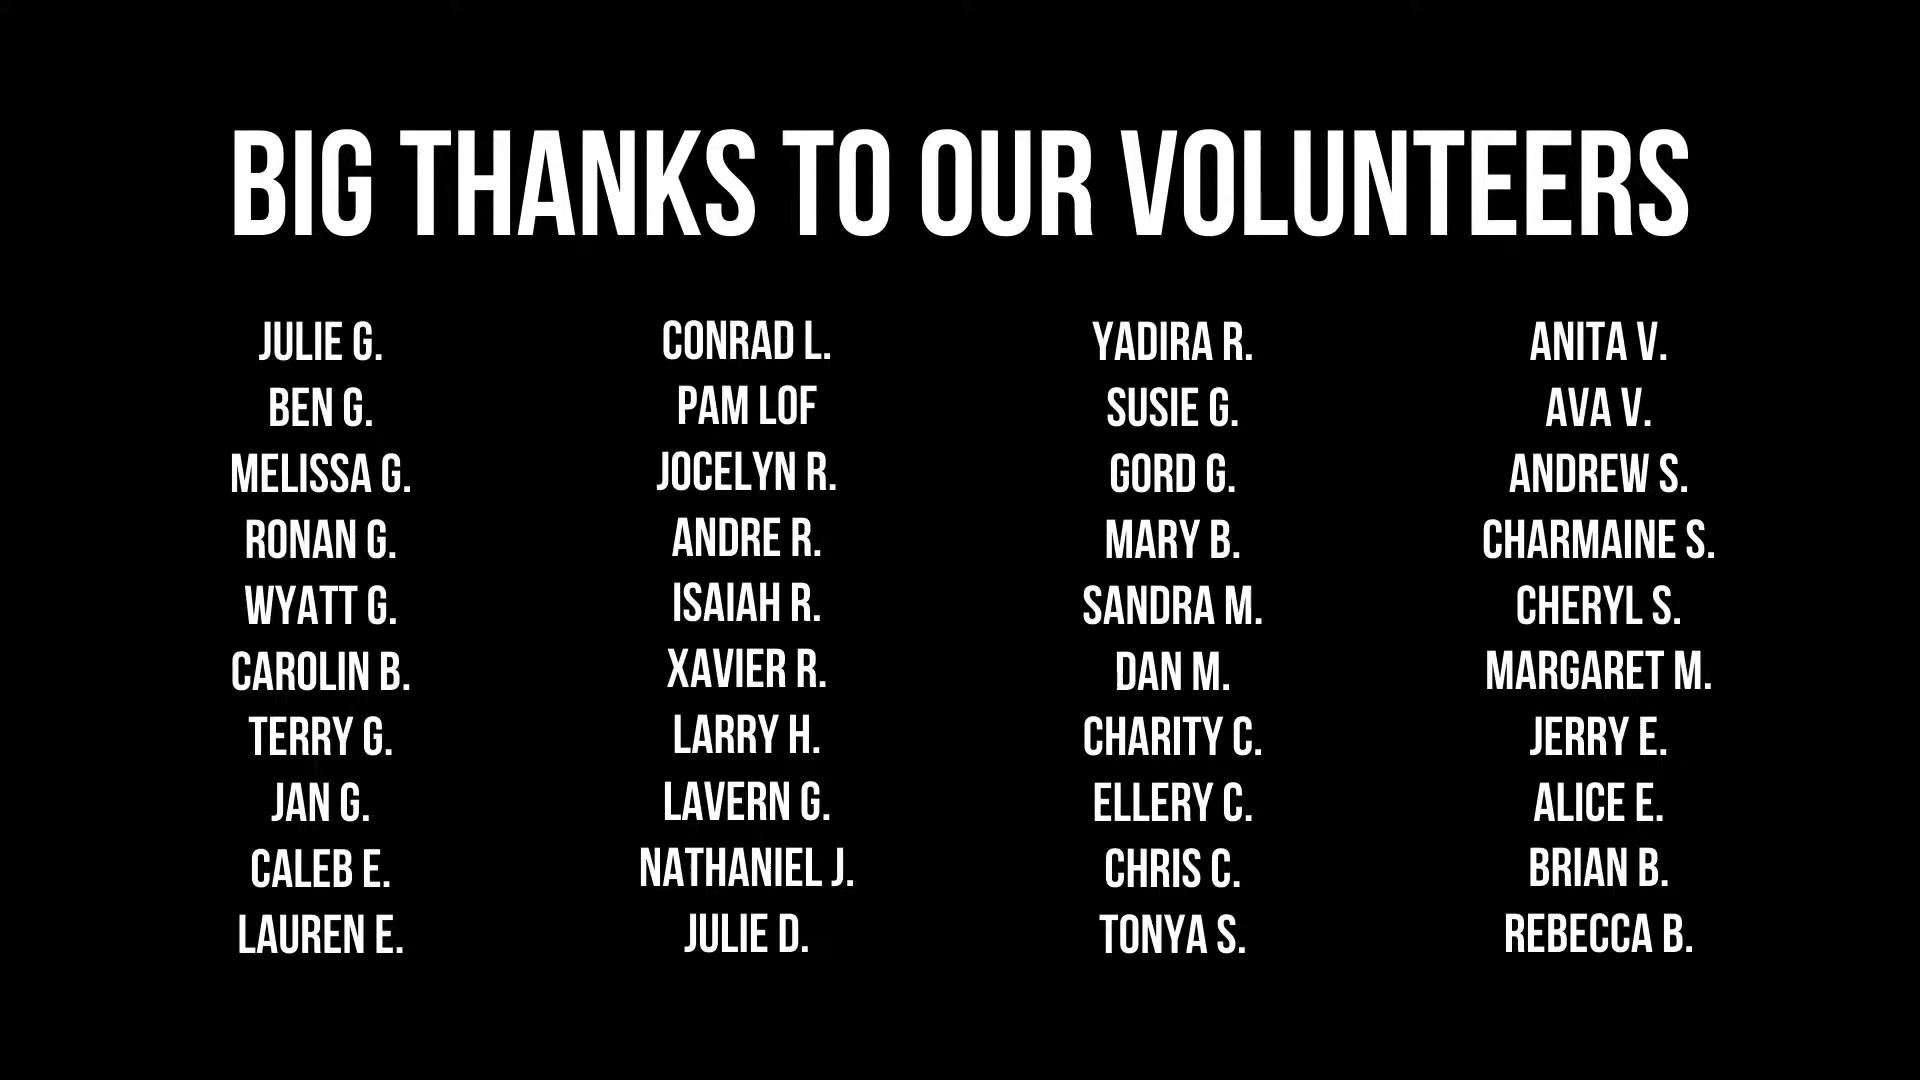 BIG THANKS TO OUR VOLUNTEERS
JULIE G.
BEN G.
MELISSA G.
RONAN G.
WYATT G.
CAROLIN B.
TERRY G.
JAN G.
CALEB E.
LAUREN E.
CONRAD L.
PAM LOF
JOCELYN R.
ANDRE R.
ISAIAH R.
XAVIER R.
LARRY H.
LAVERN G.
NATHANIEL J.
JULIE D.
YADIRA R.
SUSIE G.
GORD G.
MARY B.
SANDRA M.
DAN M.
CHARITY C.
ELLERY C.
CHRIS C.
TONYA S.
ANITA V.
AVA V.
ANDREW S.
CHARMAINE S.
CHERYL S.
MARGARET M.
JERRY E.
ALICE E.
BRIAN B.
REBECCA B.